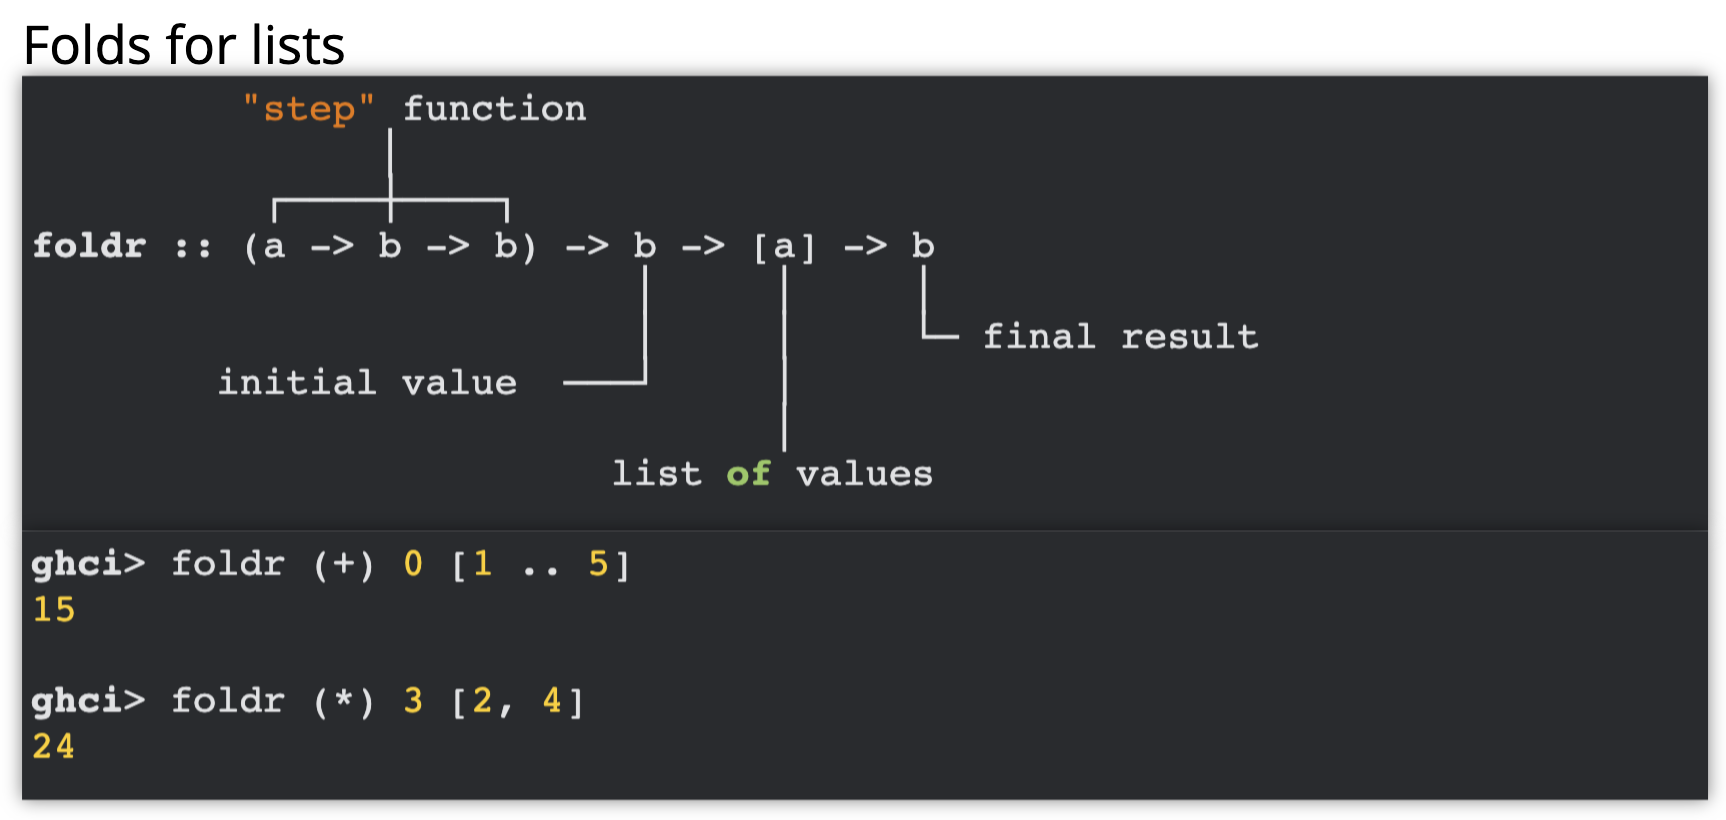 Folds for lists
"step" function
foldr :: (a -> b -> b) -> b -> [a] -> b
final result
initial value
list of values
ghci> foldr (+) 0 [1 .. 5]
15
ghci> foldr (*) 3 [2, 4]
24